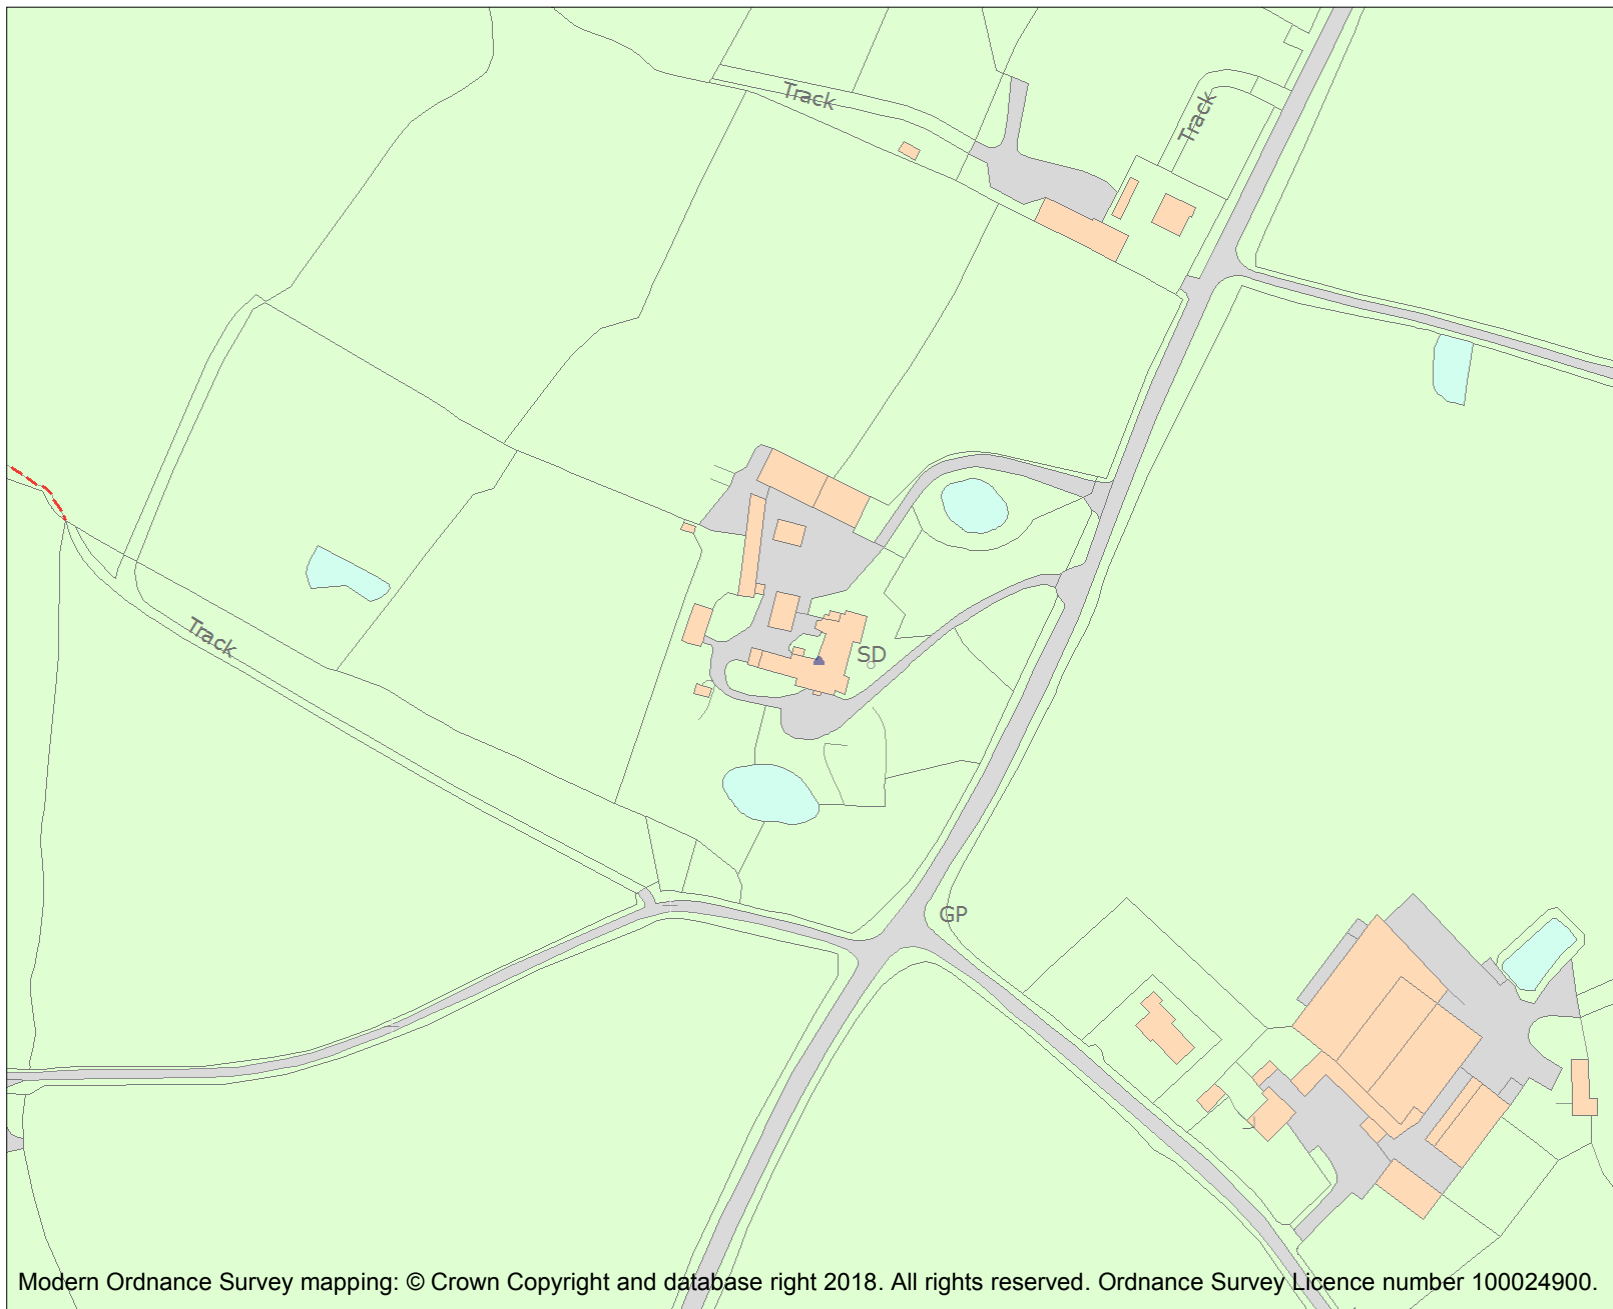 Track
Track
Track
SD
GP
Modern Ordnance Survey mapping: © Crown Copyright and database right 2018. All rights reserved. Ordnance Survey Licence number 100024900.